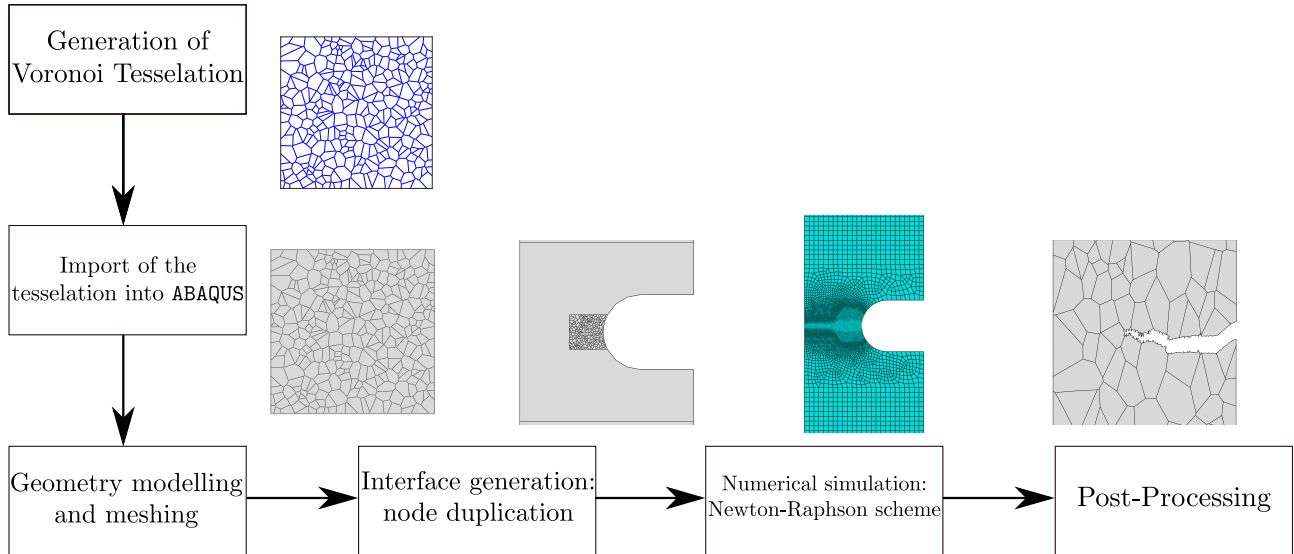 Generation of
Voronoi Tesselation
Import of the
tesselation into ABAQUS
Geometry modelling
and meshing
Interface generation:
node duplication
Numerical simulation:
Newton-Raphson scheme
Post-Processing